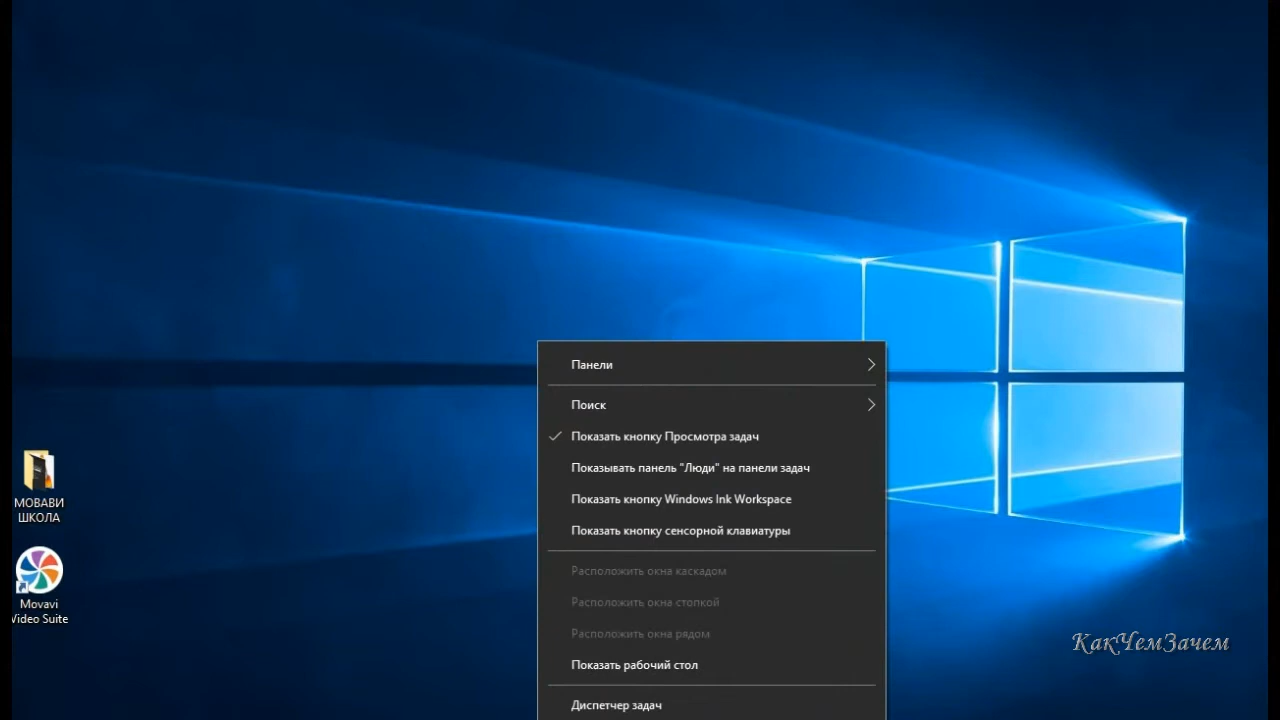 Панели
Поиск
Показать кнопку Просмотра задач
Показывать панель "Люди" на панели задач
Показать кнопку Windows Ink Workspace
Показать кнопку сенсорной клавиатуры
Расположить окна каскадом
Расположить окна стопкой
Расположить окна рядом
Показать рабочий стол
Диспетчер задач
МОВАВИ
ШКОЛА
Movavi
Video Suite
КакЧемЗачем